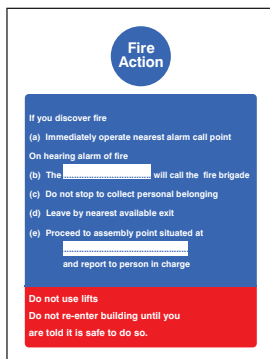 Fire
Action
If you discover fire
(a) Immediately operate nearest alarm call point
On hearing alarm of fire
(b) The ................................ will call the fire brigade
(c) Do not stop to collect personal belonging
(d) Leave by nearest available exit
(e) Proceed to assembly point situated at
..............................................
and report to person in charge
Do not use lifts
Do not re-enter building until you
are told it is safe to do so.